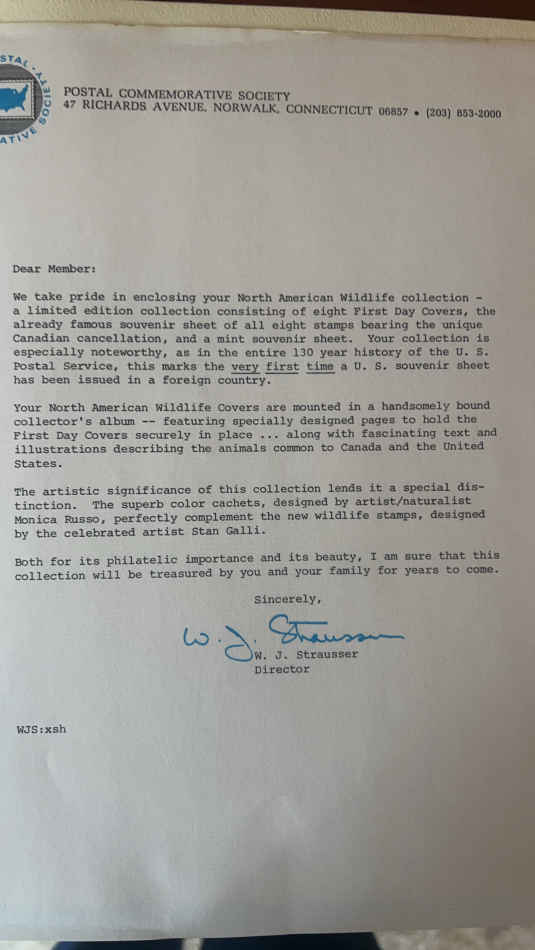 STAL
SOCIETY
ATIVE
POSTAL COMMEMORATIVE SOCIETY
47 RICHARDS AVENUE, NORWALK, CONNECTICUT 06857 • (203) 853-2000
Dear Member:
We take pride in enclosing your North American Wildlife collection -
a limited edition collection consisting of eight First Day Covers, the
already famous souvenir sheet of all eight stamps bearing the unique
Canadian cancellation, and a mint souvenir sheet. Your collection is
especially noteworthy, as in the entire 130 year history of the U. S.
Postal Service, this marks the very first time a U. S. souvenir sheet
has been issued in a foreign country.
Your North American Wildlife Covers are mounted in a handsomely bound
collector's album -- featuring specially designed pages to hold the
First Day Covers securely in place ... along with fascinating text and
illustrations describing the animals common to Canada and the United
States.
The artistic significance of this collection lends it a special dis-
tinction. The superb color cachets, designed by artist/naturalist
Monica Russo, perfectly complement the new wildlife stamps, designed
by the celebrated artist Stan Galli.
Both for its philatelic importance and its beauty, I am sure that this
collection will be treasured by you and your family for years to come.
Sincerely,
W. J. Strausser
W. J. Strausser
Director
WJS:xsh